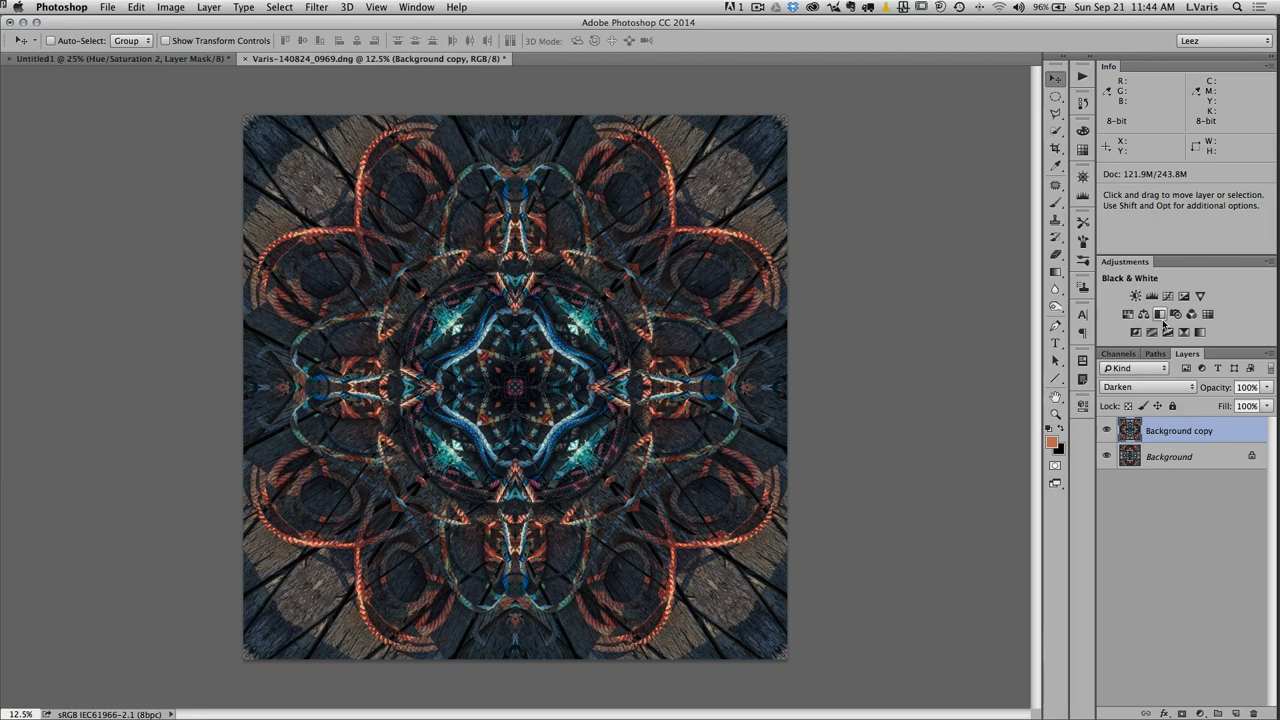 Photoshop File Edit Image Layer Type Select Filter 3D View Window Help 1 96% Sun Sep 21 11:44 AM L.Varis
Adobe Photoshop CC 2014
Auto-Select: Group Show Transform Controls 3D Mode: Leez
× Untitled1 @ 25% (Hue/Saturation 2, Layer Mask/8) * × Varis-140824_0969.dng @ 12.5% (Background copy, RGB/8) *
Info
R: C:
G: M:
B: Y:
K:
8-bit 8-bit
X: W:
Y: H:
Doc: 121.9M/243.8M
Click and drag to move layer or selection.
Use Shift and Opt for additional options.
Adjustments
Black & White
Channels Paths Layers
Kind
Darken Opacity: 100%
Lock: Fill: 100%
Background copy
Background
12.5% sRGB IEC61966-2.1 (8bpc)